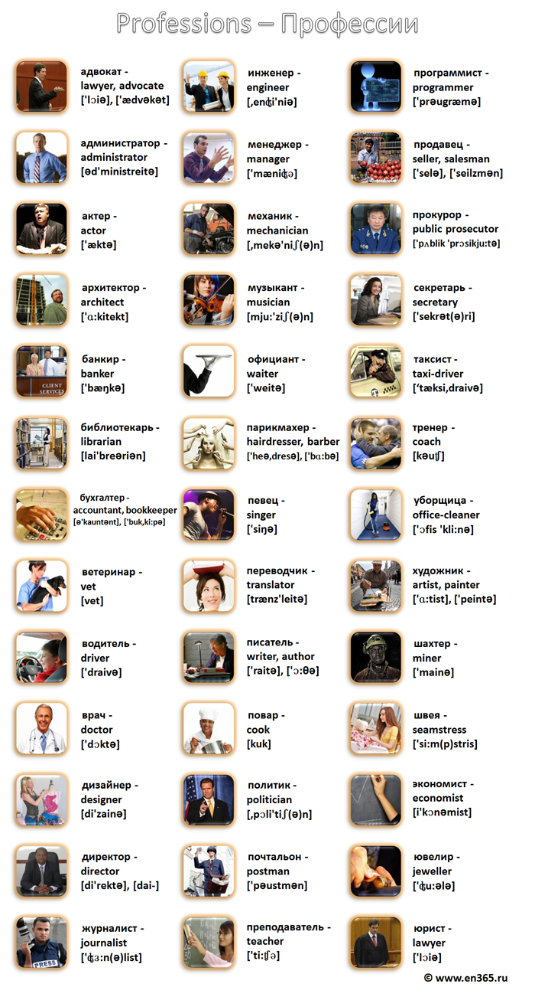 Professions – Профессии
адвокат -
lawyer, advocate
['lɔiə], ['ædvəkət]
администратор -
administrator
[əd'ministreitə]
актер -
actor
['æktə]
архитектор -
architect
['ɑ:kitekt]
банкир -
banker
['bæŋkə]
CLIENT
SERVICES
библиотекарь -
librarian
[lai'breəriən]
бухгалтер -
accountant, bookkeeper
[ə'kauntənt], ['buk,ki:pə]
ветеринар -
vet
[vet]
водитель -
driver
['draivə]
врач -
doctor
['dɔktə]
дизайнер -
designer
[di'zainə]
директор -
director
[di'rektə], [dai-]
журналист -
journalist
['ʤɜ:n(ə)list]
PRESS
инженер -
engineer
[,enʤi'niə]
менеджер -
manager
['mæniʤə]
механик -
mechanician
[,mekə'niʃ(ə)n]
музыкант -
musician
[mju:'ziʃ(ə)n]
официант -
waiter
['weitə]
парикмахер -
hairdresser, barber
['heə,dresə], ['bɑ:bə]
певец -
singer
['siŋə]
переводчик -
translator
[trænz'leitə]
писатель -
writer, author
['raitə], ['ɔ:θə]
повар -
cook
[kuk]
политик -
politician
[,pɔli'tiʃ(ə)n]
почтальон -
postman
['pəustmən]
преподаватель -
teacher
['ti:ʧə]
программист -
programmer
['prəugræmə]
продавец -
seller, salesman
['selə], ['seilzmən]
прокурор -
public prosecutor
['pʌblik 'prɔsikju:tə]
секретарь -
secretary
['sekrət(ə)ri]
таксист -
taxi-driver
[‘tæksi,draivə]
T
тренер -
coach
[kəuʧ]
уборщица -
office-cleaner
['ɔfis 'kli:nə]
художник -
artist, painter
['ɑ:tist], ['peintə]
шахтер -
miner
['mainə]
швея -
seamstress
['si:m(p)stris]
экономист -
economist
[i'kɔnəmist]
ювелир -
jeweller
['ʤu:ələ]
юрист -
lawyer
['lɔiə]
© www.en365.ru